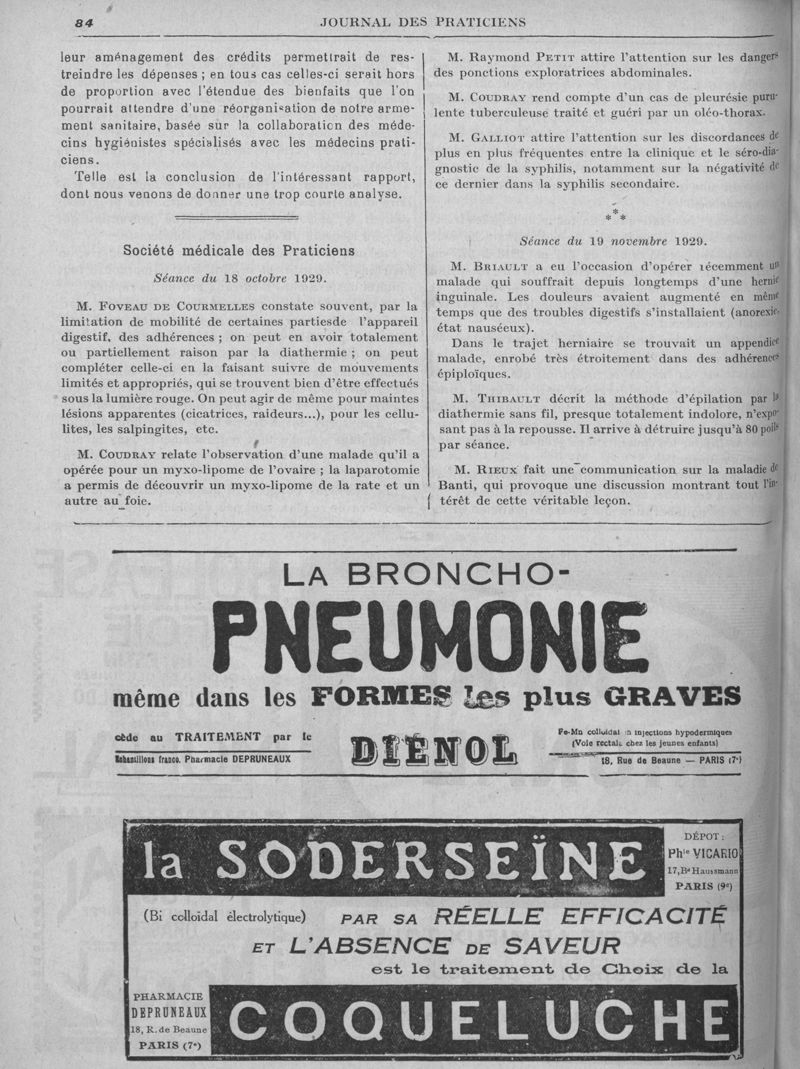 84
JOURNAL DES PRATICIENS
leur aménagement des crédits permettrait de res-
treindre les dépenses ; en tous cas celles-ci serait hors
de proportion avec l'étendue des bienfaits que l'on
pourrait attendre d'une réorganisation de notre arme-
ment sanitaire, basée sur la collaboration des méde-
cins hygiénistes spécialisés avec les médecins prati-
ciens.
Telle est la conclusion de l'intéressant rapport,
dont nous venons de donner une trop courte analyse.
Société médicale des Praticiens
Séance du 18 octobre 1929.
M. FOVEAU DE COURMELLES constate souvent, par la
limitation de mobilité de certaines partiesde l'appareil
digestif, des adhérences ; on peut en avoir totalement
ou partiellement raison par la diathermie ; on peut
compléter celle-ci en la faisant suivre de mouvements
limités et appropriés, qui se trouvent bien d'être effectués
sous la lumière rouge. On peut agir de même pour maintes
lésions apparentes (cicatrices, raideurs...), pour les cellu-
lites, les salpingites, etc.
M. COUDRAY relate l'observation d'une malade qu'il a
opérée pour un myxo-lipome de l'ovaire ; la laparotomie
a permis de découvrir un myxo-lipome de la rate et un
autre au foie.
M. Raymond PETIT attire l'attention sur les dangers
des ponctions exploratrices abdominales.
M. COUDRAY rend compte d'un cas de pleurésie puru-
lente tuberculeuse traité et guéri par un oléo-thorax.
M. GALLIOT attire l'attention sur les discordances de
plus en plus fréquentes entre la clinique et le séro-dia-
gnostic de la syphilis, notamment sur la négativité de
ce dernier dans la syphilis secondaire.
***
Séance du 19 novembre 1929.
M. BRIAULT a eu l'occasion d'opérer récemment un
malade qui souffrait depuis longtemps d'une hernie
inguinale. Les douleurs avaient augmenté en même
temps que des troubles digestifs s'installaient (anorexie,
état nauséeux).
Dans le trajet herniaire se trouvait un appendice
malade, enrobé très étroitement dans des adhérences
épiploïques.
M. THIBAULT décrit la méthode d'épilation par la
diathermie sans fil, presque totalement indolore, n'expo-
sant pas à la repousse. Il arrive à détruire jusqu'à 80 poils
par séance.
M. RIEUX fait une communication sur la maladie de
Banti, qui provoque une discussion montrant tout l'in-
térêt de cette véritable leçon.
LA BRONCHO-
PNEUMONIE
même dans les FORMES les plus GRAVES
cède au TRAITEMENT par le
Echantillons franco. Pharmacie DEPRUNEAUX
DIÉNOL
Fe-Mn colloïdal en injections hypodermiques
(Voie rectale chez les jeunes enfants)
18, Rue de Beaune — PARIS (7e)
la SODERSEÏNE
DÉPOT :
Phie VICARIO
17, Bd Haussmann
PARIS (9e)
(Bi colloïdal électrolytique) PAR SA RÉELLE EFFICACITÉ
ET L'ABSENCE DE SAVEUR
est le traitement de Choix de la
PHARMACIE
DEPRUNEAUX
18, R. de Beaune
PARIS (7e)
COQUELUCHE